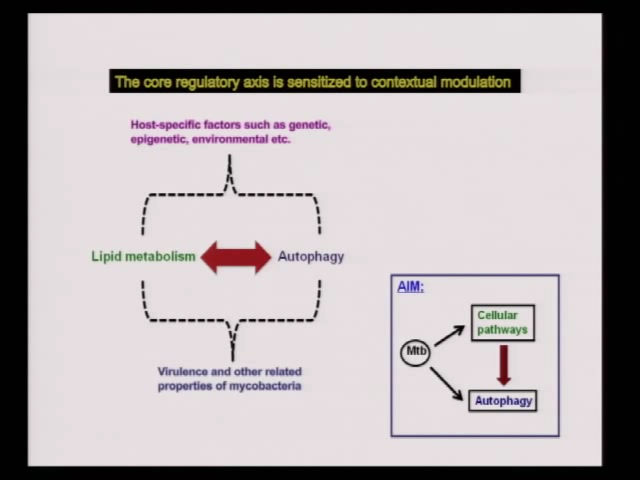 The core regulatory axis is sensitized to contextual modulation
Host-specific factors such as genetic,
epigenetic, environmental etc.
Lipid metabolism
Autophagy
Virulence and other related
properties of mycobacteria
AIM:
Cellular
pathways
Mtb
Autophagy